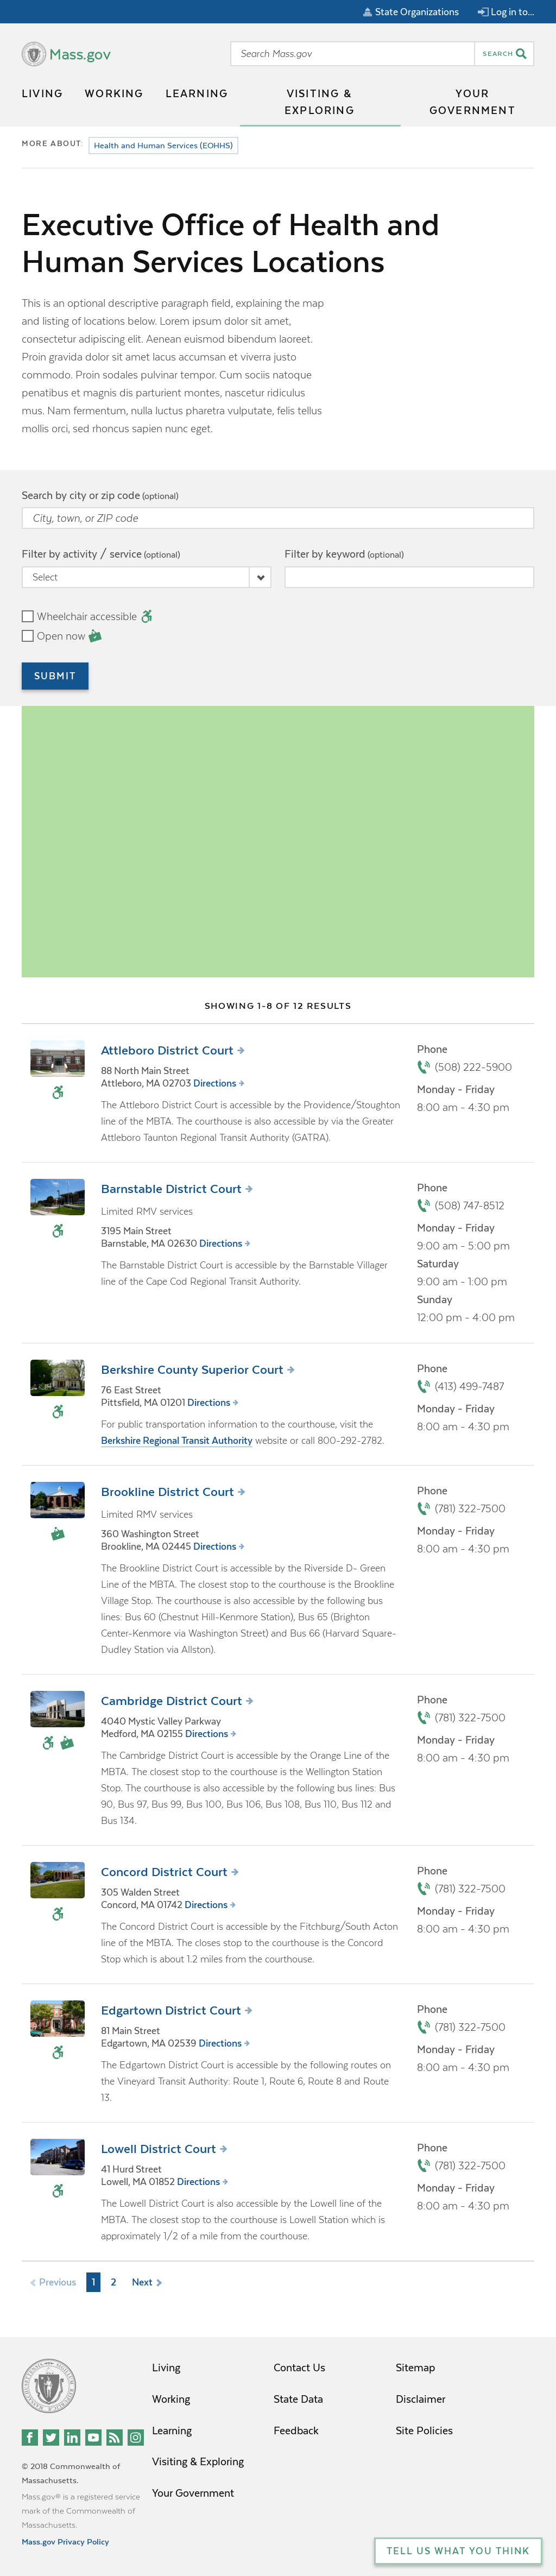 State Organizations
Log in to...
Mass.gov
Search Mass.gov
SEARCH
LIVING
WORKING
LEARNING
VISITING &
EXPLORING
YOUR
GOVERNMENT
MORE ABOUT:
Health and Human Services (EOHHS)
Executive Office of Health and
Human Services Locations
This is an optional descriptive paragraph field, explaining the map
and listing of locations below. Lorem ipsum dolor sit amet,
consectetur adipiscing elit. Aenean euismod bibendum laoreet.
Proin gravida dolor sit amet lacus accumsan et viverra justo
commodo. Proin sodales pulvinar tempor. Cum sociis natoque
penatibus et magnis dis parturient montes, nascetur ridiculus
mus. Nam fermentum, nulla luctus pharetra vulputate, felis tellus
mollis orci, sed rhoncus sapien nunc eget.
Search by city or zip code (optional)
City, town, or ZIP code
Filter by activity / service (optional)
Select
Filter by keyword (optional)
Wheelchair accessible
Open now
SUBMIT
SHOWING 1-8 OF 12 RESULTS
Attleboro District Court
88 North Main Street
Attleboro, MA 02703 Directions
The Attleboro District Court is accessible by the Providence/Stoughton
line of the MBTA. The courthouse is also accessible by via the Greater
Attleboro Taunton Regional Transit Authority (GATRA).
Phone
(508) 222-5900
Monday - Friday
8:00 am - 4:30 pm
Barnstable District Court
Limited RMV services
3195 Main Street
Barnstable, MA 02630 Directions
The Barnstable District Court is accessible by the Barnstable Villager
line of the Cape Cod Regional Transit Authority.
Phone
(508) 747-8512
Monday - Friday
9:00 am - 5:00 pm
Saturday
9:00 am - 1:00 pm
Sunday
12:00 pm - 4:00 pm
Berkshire County Superior Court
76 East Street
Pittsfield, MA 01201 Directions
For public transportation information to the courthouse, visit the
Berkshire Regional Transit Authority website or call 800-292-2782.
Phone
(413) 499-7487
Monday - Friday
8:00 am - 4:30 pm
Brookline District Court
Limited RMV services
360 Washington Street
Brookline, MA 02445 Directions
The Brookline District Court is accessible by the Riverside D- Green
Line of the MBTA. The closest stop to the courthouse is the Brookline
Village Stop. The courthouse is also accessible by the following bus
lines: Bus 60 (Chestnut Hill-Kenmore Station), Bus 65 (Brighton
Center-Kenmore via Washington Street) and Bus 66 (Harvard Square-
Dudley Station via Allston).
Phone
(781) 322-7500
Monday - Friday
8:00 am - 4:30 pm
Cambridge District Court
4040 Mystic Valley Parkway
Medford, MA 02155 Directions
The Cambridge District Court is accessible by the Orange Line of the
MBTA. The closest stop to the courthouse is the Wellington Station
Stop. The courthouse is also accessible by the following bus lines: Bus
90, Bus 97, Bus 99, Bus 100, Bus 106, Bus 108, Bus 110, Bus 112 and
Bus 134.
Phone
(781) 322-7500
Monday - Friday
8:00 am - 4:30 pm
Concord District Court
305 Walden Street
Concord, MA 01742 Directions
The Concord District Court is accessible by the Fitchburg/South Acton
line of the MBTA. The closes stop to the courthouse is the Concord
Stop which is about 1.2 miles from the courthouse.
Phone
(781) 322-7500
Monday - Friday
8:00 am - 4:30 pm
Edgartown District Court
81 Main Street
Edgartown, MA 02539 Directions
The Edgartown District Court is accessible by the following routes on
the Vineyard Transit Authority: Route 1, Route 6, Route 8 and Route
13.
Phone
(781) 322-7500
Monday - Friday
8:00 am - 4:30 pm
Lowell District Court
41 Hurd Street
Lowell, MA 01852 Directions
The Lowell District Court is also accessible by the Lowell line of the
MBTA. The closest stop to the courthouse is Lowell Station which is
approximately 1/2 of a mile from the courthouse.
Phone
(781) 322-7500
Monday - Friday
8:00 am - 4:30 pm
Previous 1 2 Next
Living
Working
Learning
Visiting & Exploring
Your Government
Contact Us
State Data
Feedback
Sitemap
Disclaimer
Site Policies
© 2018 Commonwealth of
Massachusetts.
Mass.gov® is a registered service
mark of the Commonwealth of
Massachusetts.
Mass.gov Privacy Policy
TELL US WHAT YOU THINK